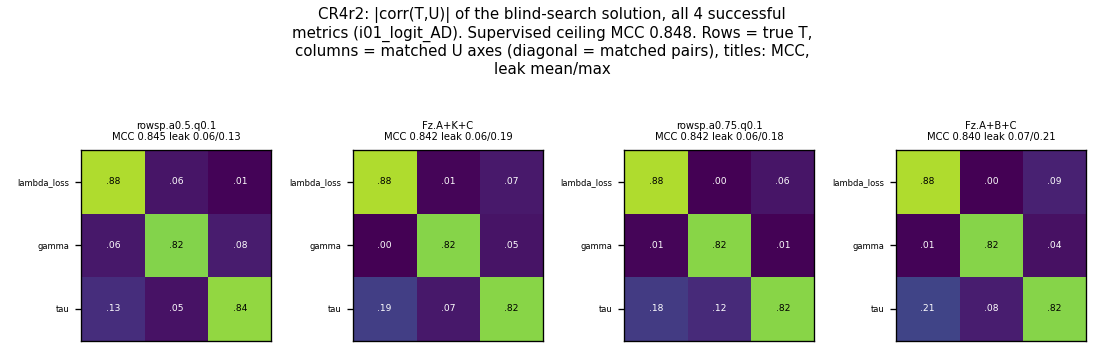 CR4r2: |corr(T,U)| of the blind-search solution, all 4 successful
metrics (i01_logit_AD). Supervised ceiling MCC 0.848. Rows = true T,
columns = matched U axes (diagonal = matched pairs), titles: MCC,
leak mean/max
rowsp.a0.5.q0.1
MCC 0.845 leak 0.06/0.13
lambda_loss .88 .06 .01
gamma .06 .82 .08
tau .13 .05 .84
Fz.A+K+C
MCC 0.842 leak 0.06/0.19
lambda_loss .88 .01 .07
gamma .00 .82 .05
tau .19 .07 .82
rowsp.a0.75.q0.1
MCC 0.842 leak 0.06/0.18
lambda_loss .88 .00 .06
gamma .01 .82 .01
tau .18 .12 .82
Fz.A+B+C
MCC 0.840 leak 0.07/0.21
lambda_loss .88 .00 .09
gamma .01 .82 .04
tau .21 .08 .82